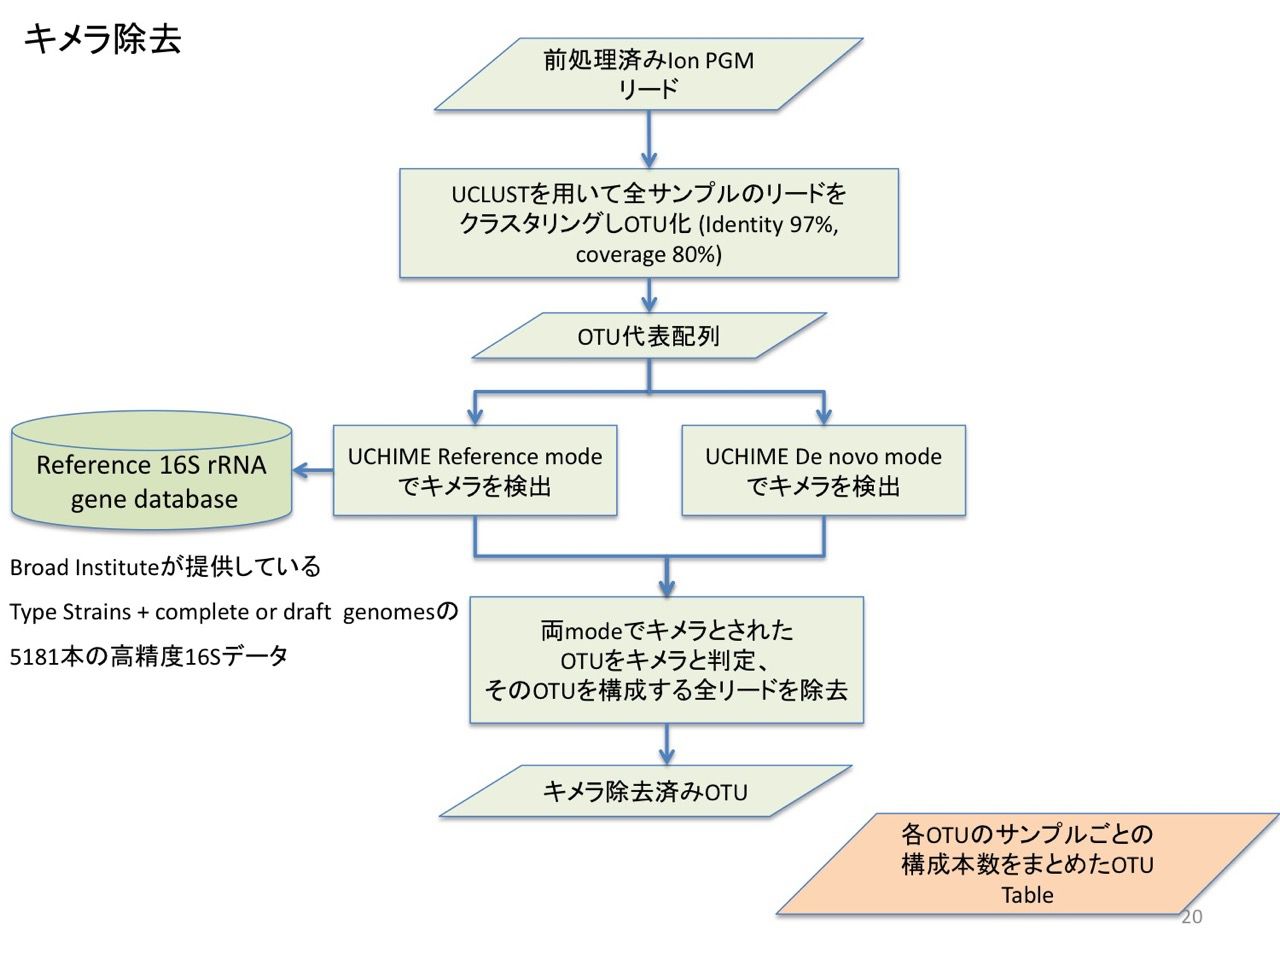 キメラ除去
前処理済みIon PGM
リード
UCLUSTを用いて全サンプルのリードを
クラスタリングしOTU化 (Identity 97%,
coverage 80%)
OTU代表配列
Reference 16S rRNA
gene database
UCHIME Reference mode
でキメラを検出
UCHIME De novo mode
でキメラを検出
Broad Instituteが提供している
Type Strains + complete or draft genomesの
5181本の高精度16Sデータ
両modeでキメラとされた
OTUをキメラと判定、
そのOTUを構成する全リードを除去
キメラ除去済みOTU
各OTUのサンプルごとの
構成本数をまとめたOTU
Table
20